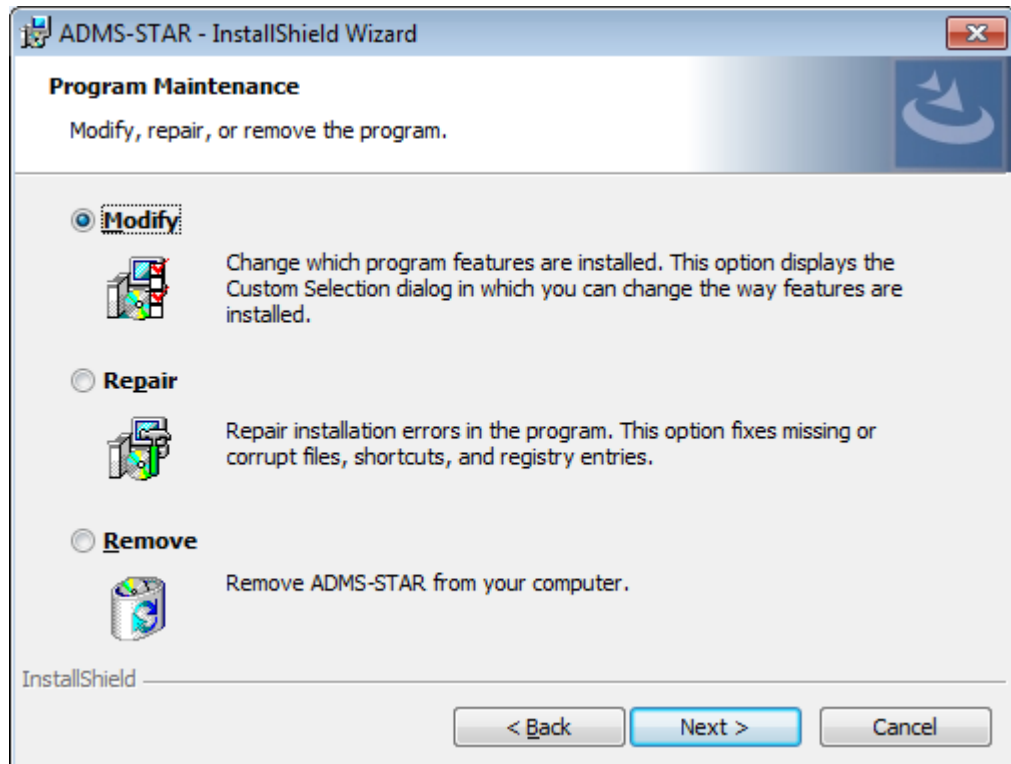 ADMS-STAR - InstallShield Wizard
Program Maintenance
Modify, repair, or remove the program.
Modify
Change which program features are installed. This option displays the
Custom Selection dialog in which you can change the way features are
installed.
Repair
Repair installation errors in the program. This option fixes missing or
corrupt files, shortcuts, and registry entries.
Remove
Remove ADMS-STAR from your computer.
InstallShield
< Back
Next >
Cancel